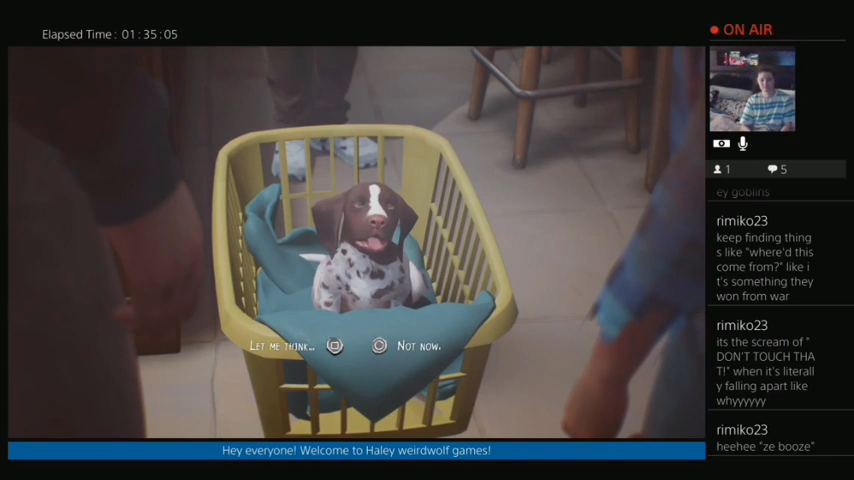 Elapsed Time : 01:35:05
ON AIR
1
5
ey goblins
rimiko23
keep finding thing
s like "where'd this
come from?" like i
t's something they
won from war
rimiko23
its the scream of "
DON'T TOUCH THA
T!" when it's literall
y falling apart like
whyyyyy
rimiko23
heehee "ze booze"
LET ME THINK...
NOT NOW.
Hey everyone! Welcome to Haley weirdwolf games!